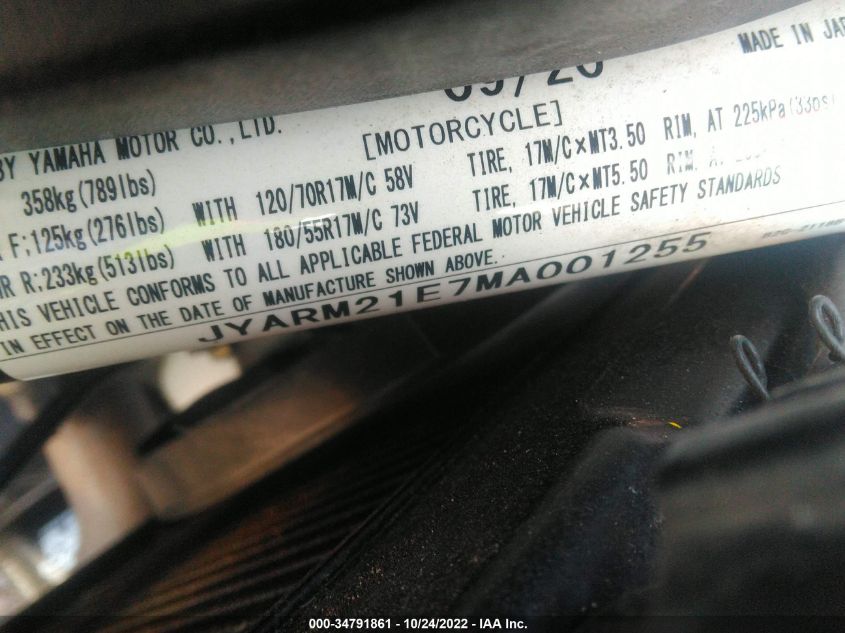 MADE IN
BY YAMAHA MOTOR CO.,LTD.
[MOTORCYCLE]
358kg(789lbs)
F;125kg(276lbs) WITH 120/70R17M/C 58V TIRE, 17M/C×MT3.50 RIM, AT 225kPa(33
R R;233kg(513lbs) WITH 180/55R17M/C 73V TIRE, 17M/C×MT5.50 RIM,
HIS VEHICLE CONFORMS TO ALL APPLICABLE FEDERAL MOTOR VEHICLE SAFETY STANDARDS
IN EFFECT ON THE DATE OF MANUFACTURE SHOWN ABOVE.
JYARM21E7MA001255
000-34791861 - 10/24/2022 - IAA Inc.